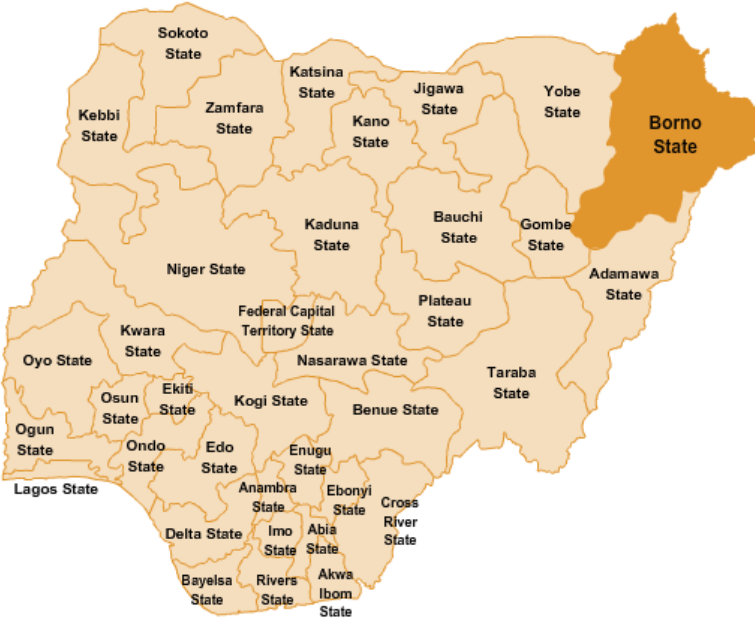 Sokoto
State
Katsina
State
Jigawa
State
Yobe
State
Kebbi
State
Zamfara
State
Kano
State
Borno
State
Kaduna
State
Bauchi
State
Gombe
State
Niger State
Adamawa
State
Federal Capital
Territory State
Plateau
State
Kwara
State
Oyo State
Nasarawa State
Taraba
State
Osun
State
Ekiti
State
Kogi State
Benue State
Ogun
State
Ondo
State
Edo
State
Enugu
State
Lagos State
Anambra
State
Ebonyi
State
Cross
River
State
Delta State
Imo
State
Abia
State
Bayelsa
State
Rivers
State
Akwa
Ibom
State